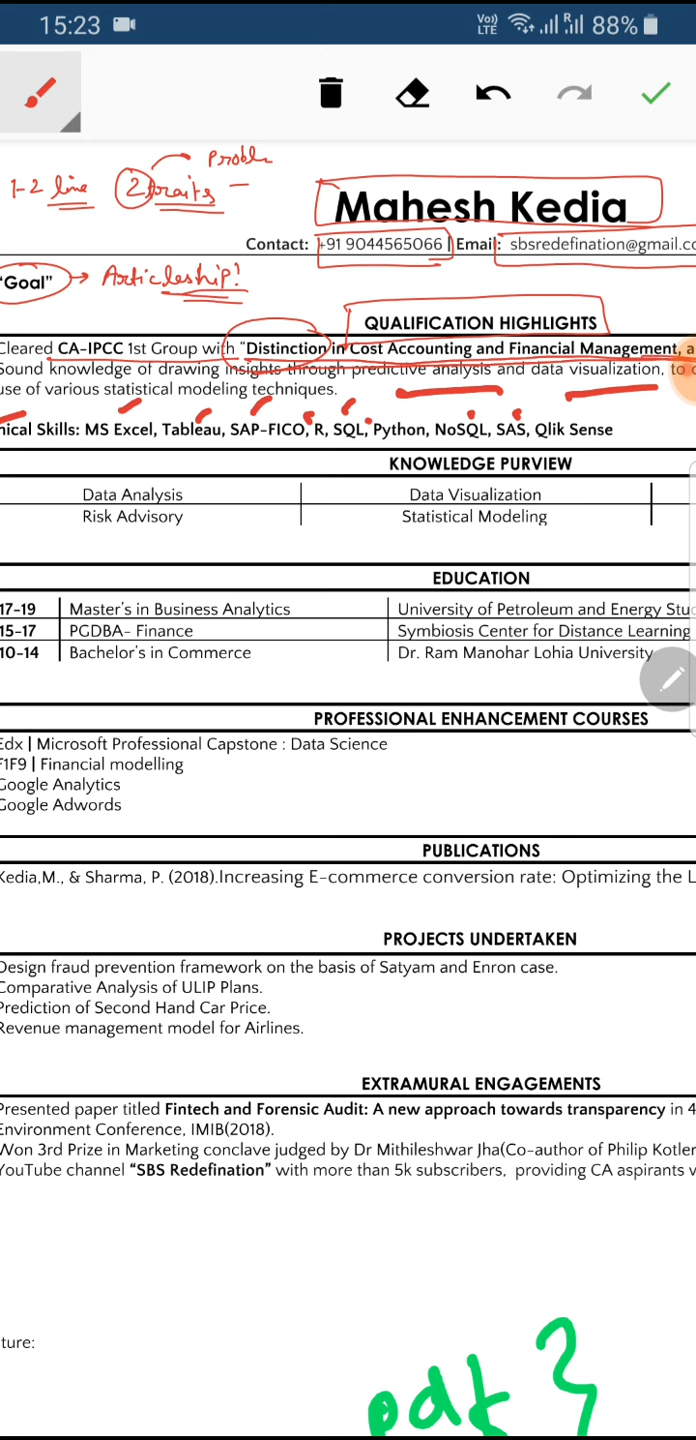 15:23 Vo)) LTE R 88%
1-2 line 2 traits - Proble
Mahesh Kedia
Contact: +91 9044565066 | Email: sbsredefination@gmail.co
"Goal" → Articleship!
QUALIFICATION HIGHLIGHTS
Cleared CA-IPCC 1st Group with "Distinction in Cost Accounting and Financial Management, a
Sound knowledge of drawing insights through predictive analysis and data visualization, to
use of various statistical modeling techniques.
nical Skills: MS Excel, Tableau, SAP-FICO, R, SQL, Python, NoSQL, SAS, Qlik Sense
KNOWLEDGE PURVIEW
Data Analysis Data Visualization
Risk Advisory Statistical Modeling
EDUCATION
17-19 Master's in Business Analytics University of Petroleum and Energy Stu
15-17 PGDBA- Finance Symbiosis Center for Distance Learning
10-14 Bachelor's in Commerce Dr. Ram Manohar Lohia University
PROFESSIONAL ENHANCEMENT COURSES
Edx | Microsoft Professional Capstone : Data Science
F1F9 | Financial modelling
Google Analytics
Google Adwords
PUBLICATIONS
Kedia,M., & Sharma, P. (2018).Increasing E-commerce conversion rate: Optimizing the L
PROJECTS UNDERTAKEN
Design fraud prevention framework on the basis of Satyam and Enron case.
Comparative Analysis of ULIP Plans.
Prediction of Second Hand Car Price.
Revenue management model for Airlines.
EXTRAMURAL ENGAGEMENTS
Presented paper titled Fintech and Forensic Audit: A new approach towards transparency in 4
Environment Conference, IMIB(2018).
Won 3rd Prize in Marketing conclave judged by Dr Mithileshwar Jha(Co-author of Philip Kotler
YouTube channel "SBS Redefination" with more than 5k subscribers, providing CA aspirants v
ture: